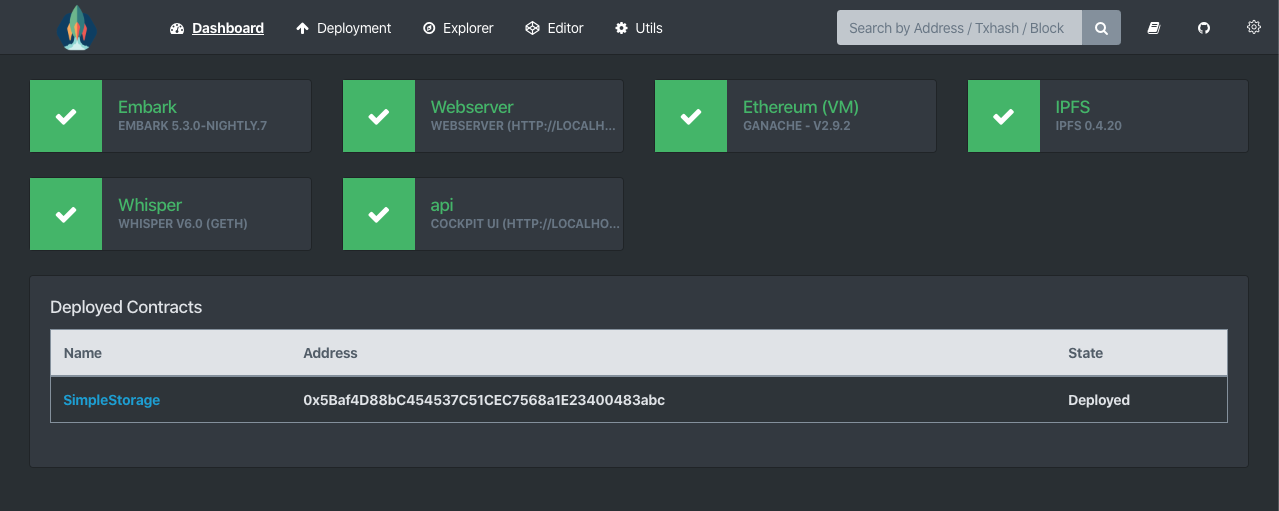 Dashboard Deployment Explorer Editor Utils Search by Address / Txhash / Block
Embark
EMBARK 5.3.0-NIGHTLY.7
Webserver
WEBSERVER (HTTP://LOCALH...
Ethereum (VM)
GANACHE - V2.9.2
IPFS
IPFS 0.4.20
Whisper
WHISPER V6.0 (GETH)
api
COCKPIT UI (HTTP://LOCALHO...
Deployed Contracts
Name Address State
SimpleStorage 0x5Baf4D88bC454537C51CEC7568a1E23400483abc Deployed